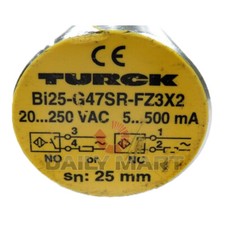 CE
TURCK
Bi25-G47SR-FZ3X2
20...250 VAC 5...500 mA
3 4
4 2
NO or NC
sn: 25 mm
DAILY MART